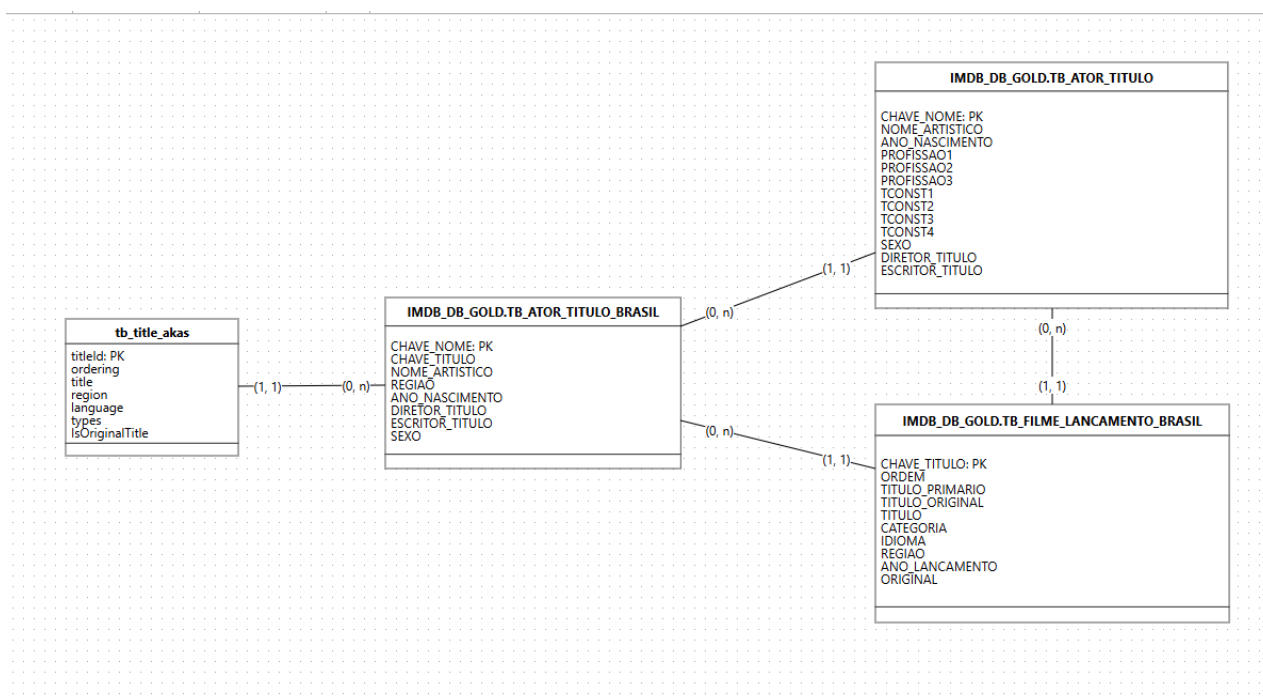 IMDB_DB_GOLD.TB_ATOR_TITULO
CHAVE_NOME: PK
NOME_ARTISTICO
ANO_NASCIMENTO
PROFISSAO1
PROFISSAO2
PROFISSAO3
TCONST1
TCONST2
TCONST3
TCONST4
SEXO
DIRETOR_TITULO
ESCRITOR_TITULO
(1, 1)
(0, n)
IMDB_DB_GOLD.TB_ATOR_TITULO_BRASIL
CHAVE_NOME: PK
CHAVE_TITULO
NOME_ARTISTICO
REGIAO
ANO_NASCIMENTO
DIRETOR_TITULO
ESCRITOR_TITULO
SEXO
tb_title_akas
titleId: PK
ordering
title
region
language
types
IsOriginalTitle
(1, 1)
(0, n)
(0, n)
(1, 1)
(0, n)
(1, 1)
IMDB_DB_GOLD.TB_FILME_LANCAMENTO_BRASIL
CHAVE_TITULO: PK
ORDEM
TITULO_PRIMARIO
TITULO_ORIGINAL
TITULO
CATEGORIA
IDIOMA
REGIAO
ANO_LANCAMENTO
ORIGINAL